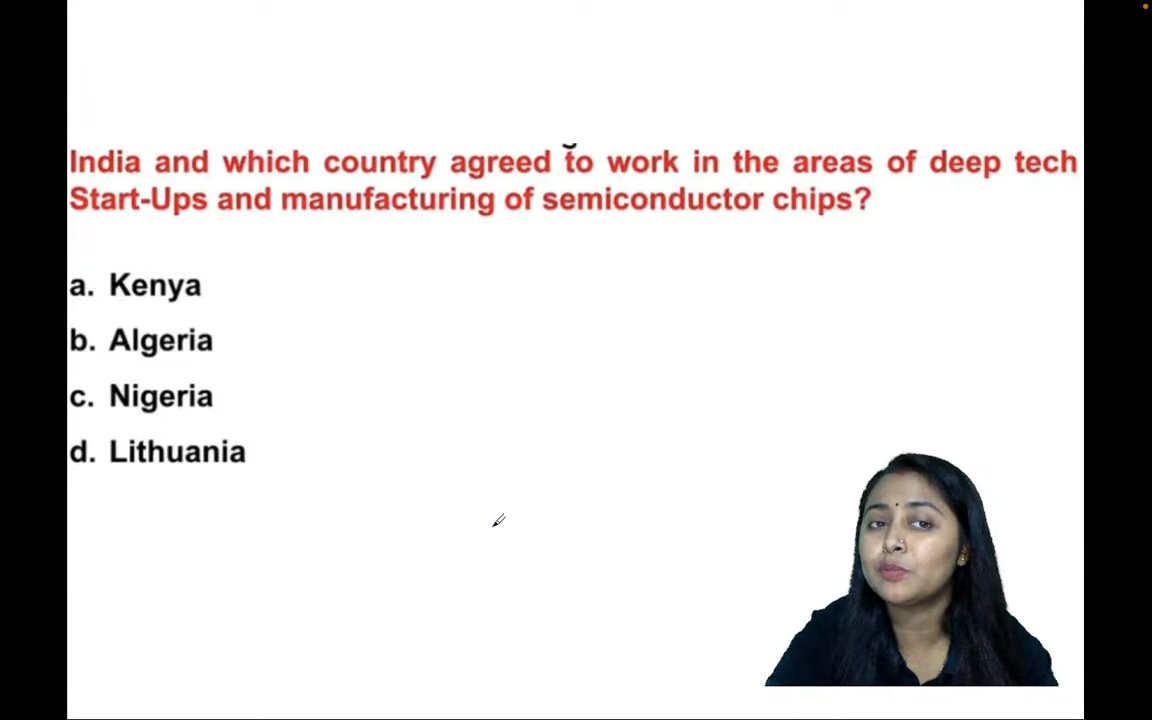 India and which country agreed to work in the areas of deep tech
Start-Ups and manufacturing of semiconductor chips?
a. Kenya
b. Algeria
c. Nigeria
d. Lithuania